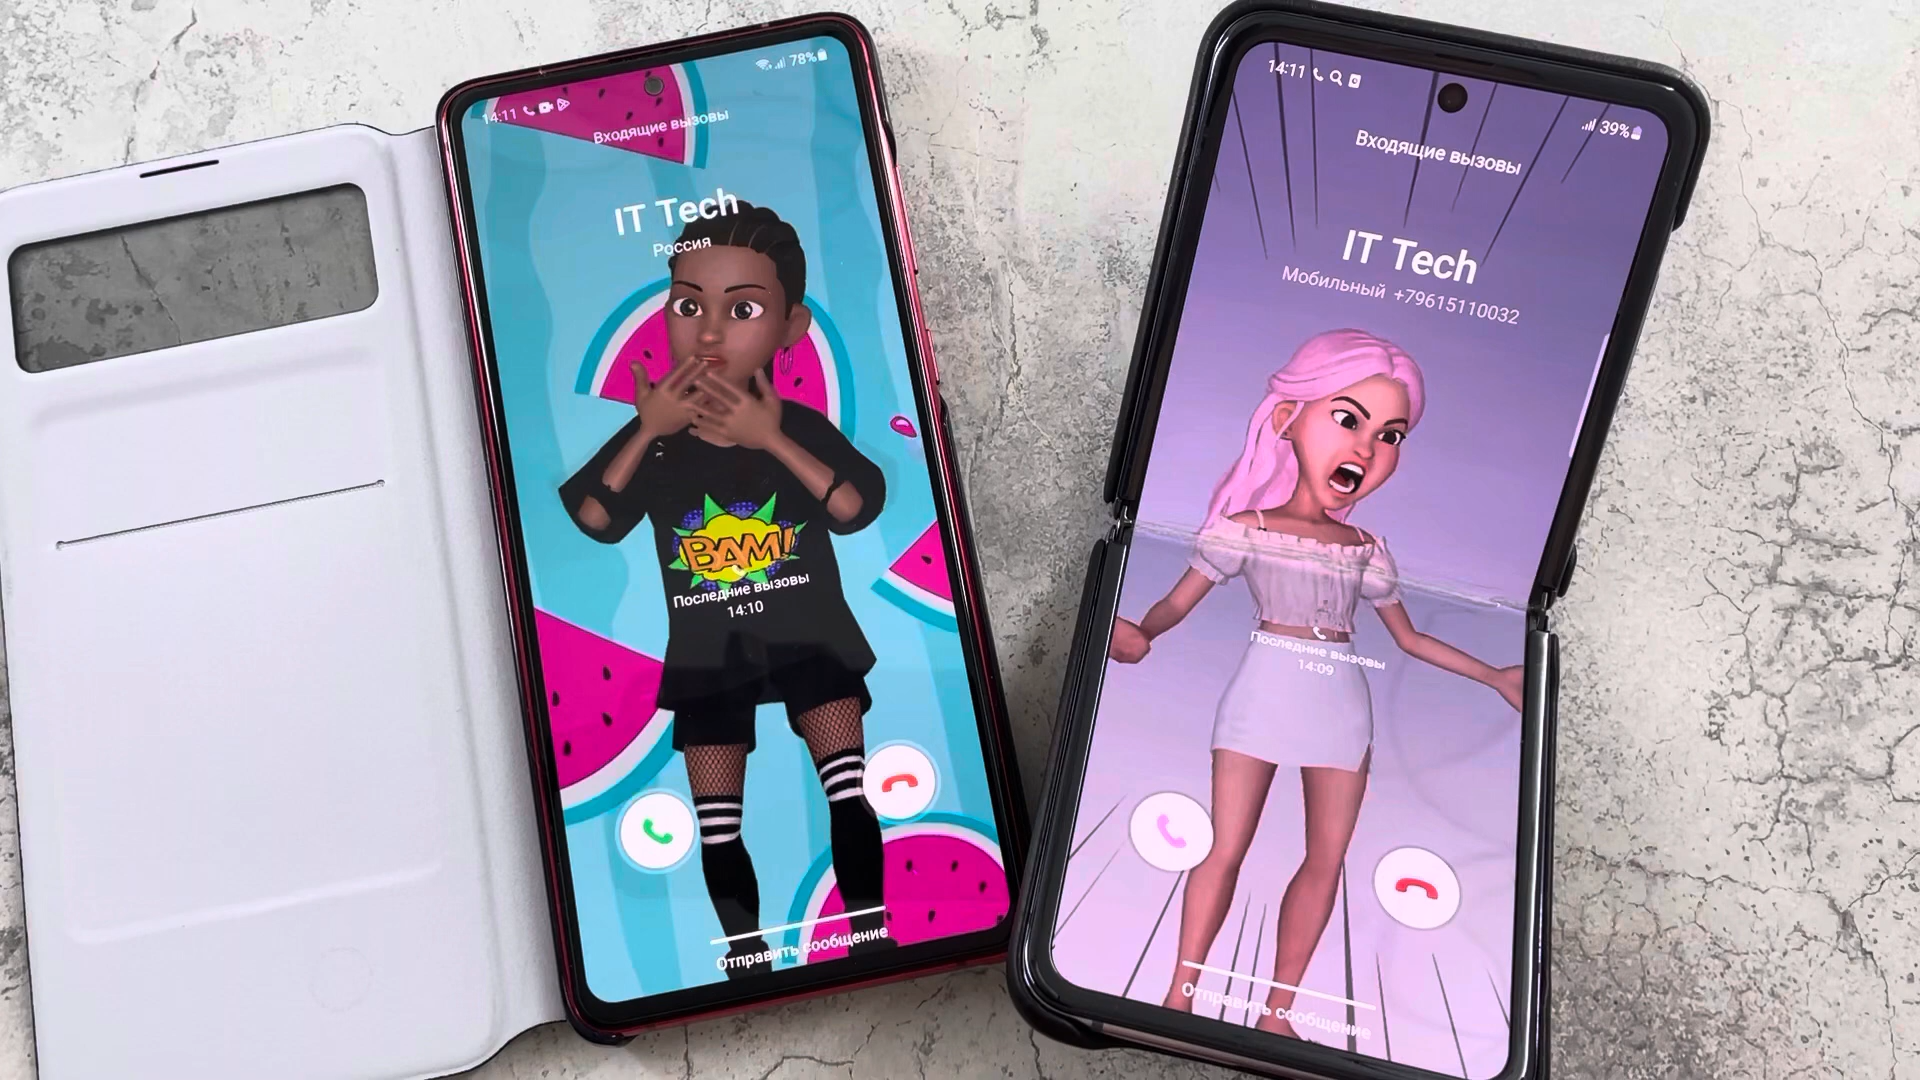 14:11
78%
Входящие вызовы
IT Tech
Россия
BAM!
Последние вызовы
14:10
Отправить сообщение
14:11
39%
Входящие вызовы
IT Tech
Мобильный +79615110032
Последние вызовы
14:09
Отправить сообщение